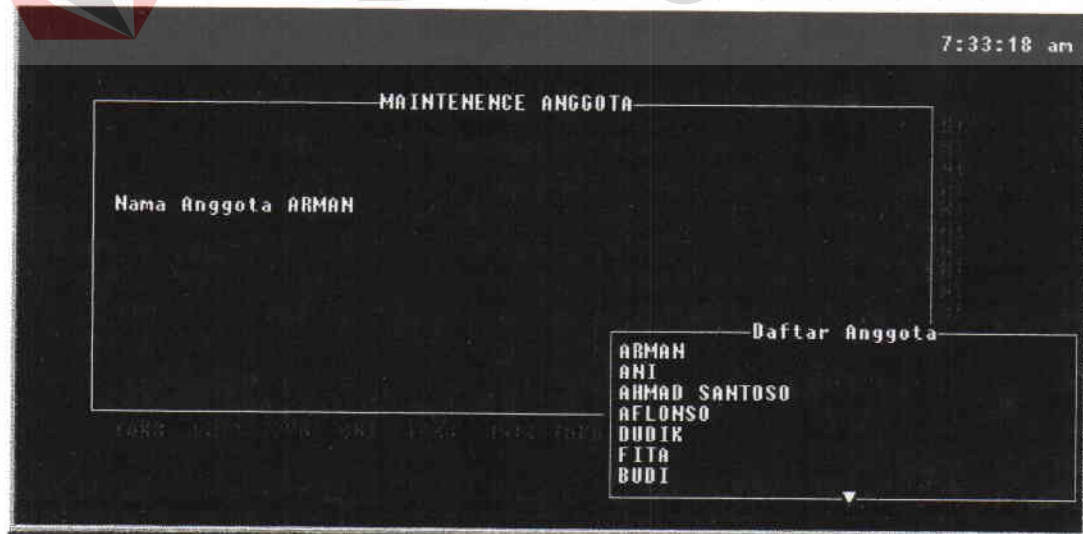 7:33:18 am
MAINTENENCE ANGGOTA
Nama Anggota ARMAN
Daftar Anggota
ARMAN
ANI
AHMAD SANTOSO
AFLONSO
DUDIK
FITA
BUDI